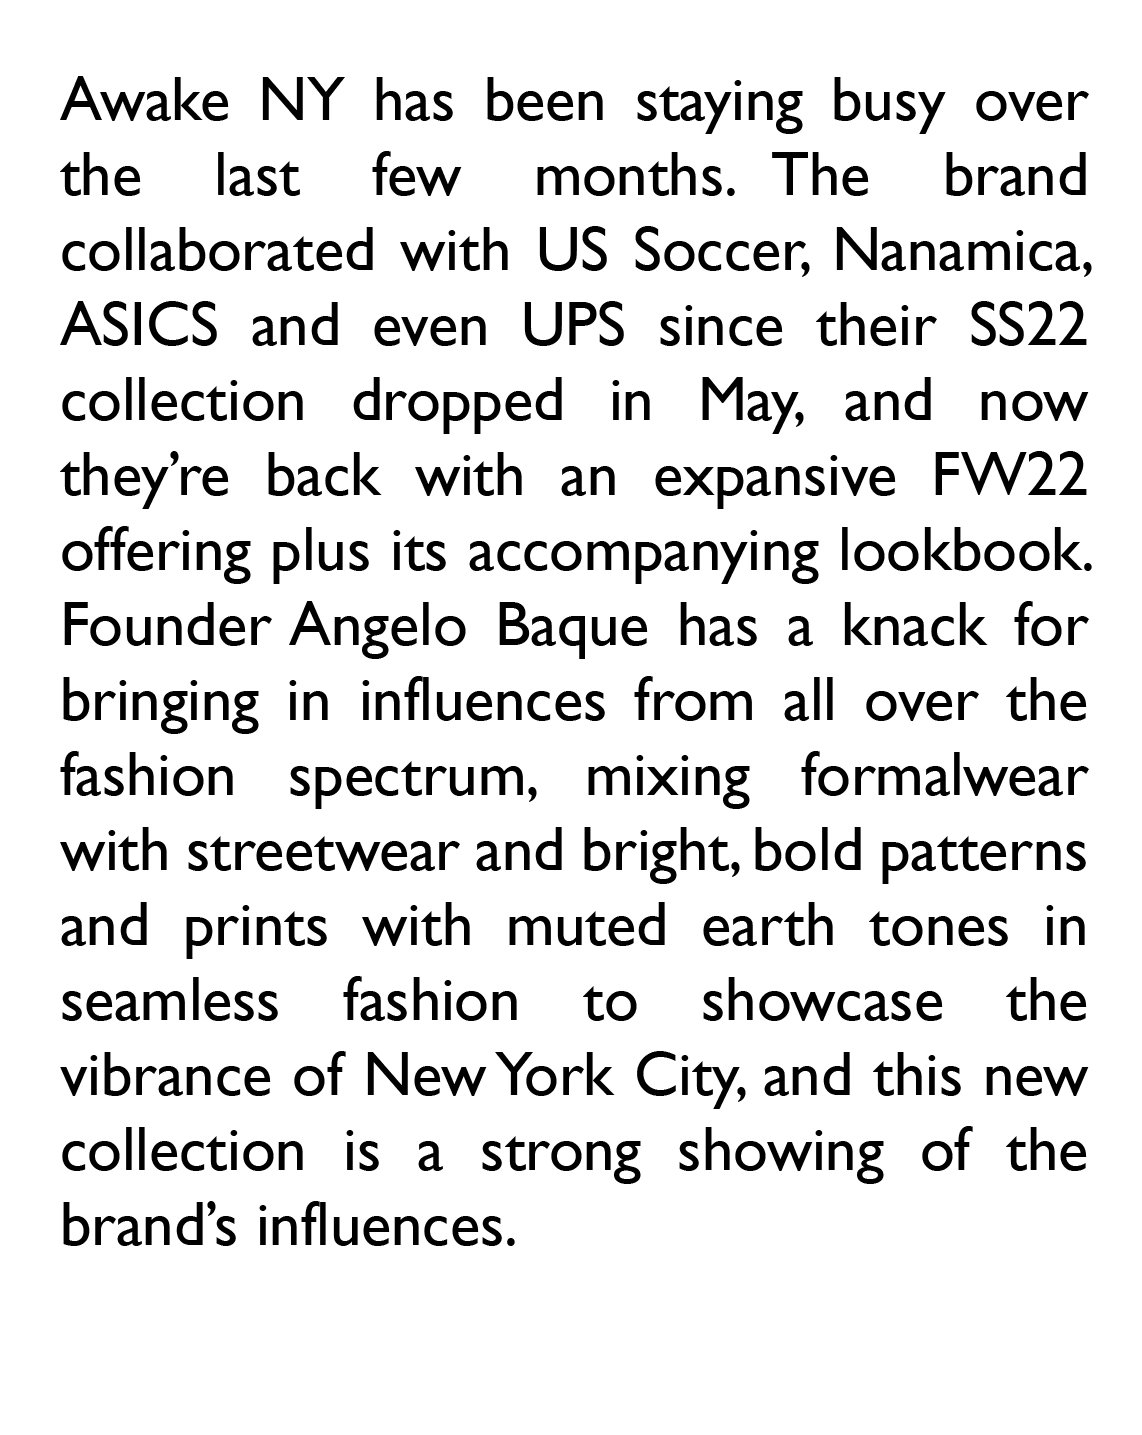 Awake NY has been staying busy over
the last few months. The brand
collaborated with US Soccer, Nanamica,
ASICS and even UPS since their SS22
collection dropped in May, and now
they’re back with an expansive FW22
offering plus its accompanying lookbook.
Founder Angelo Baque has a knack for
bringing in influences from all over the
fashion spectrum, mixing formalwear
with streetwear and bright, bold patterns
and prints with muted earth tones in
seamless fashion to showcase the
vibrance of New York City, and this new
collection is a strong showing of the
brand’s influences.